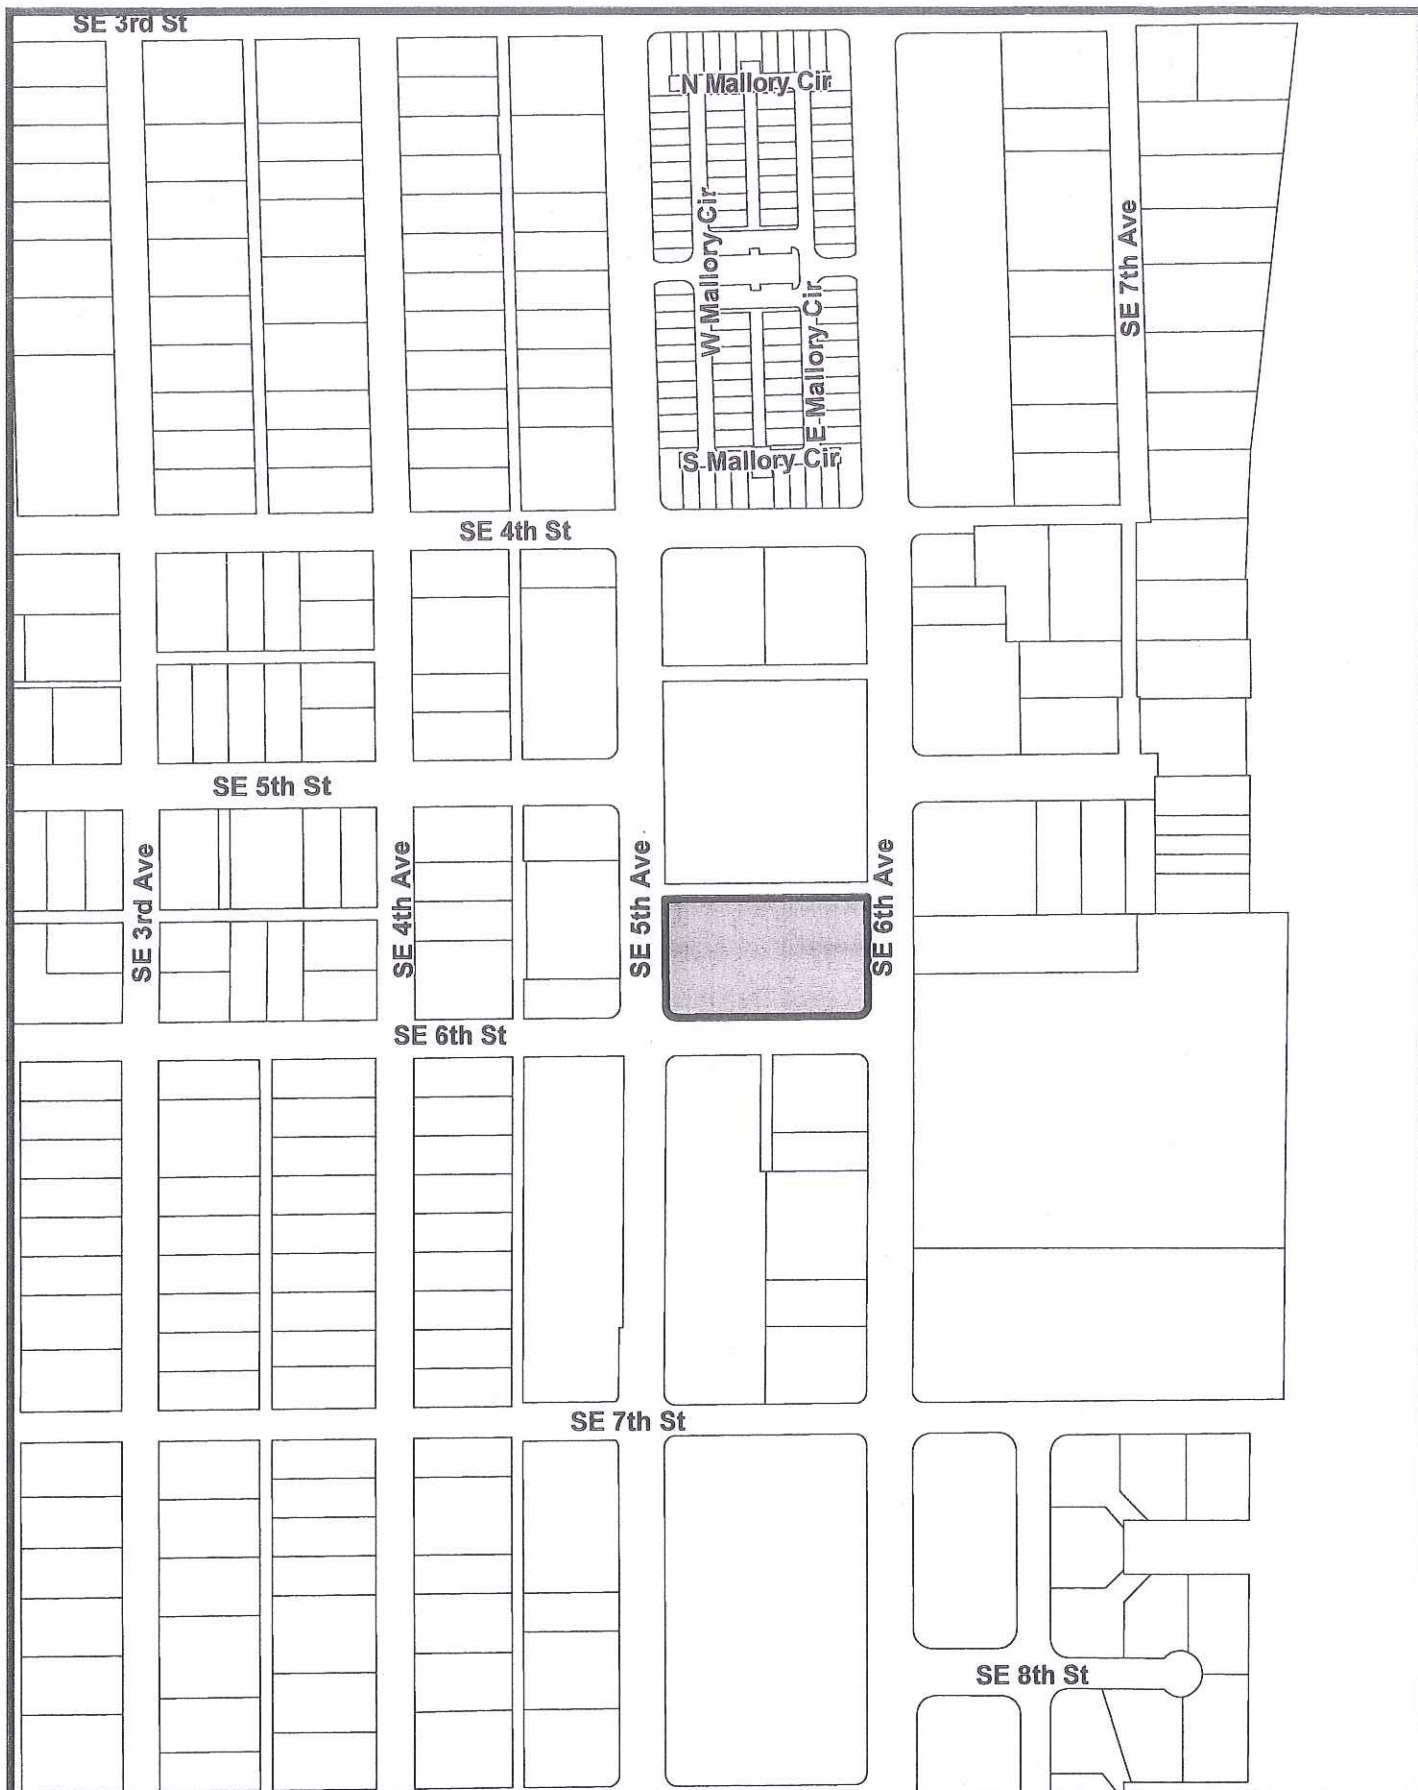 SE 3rd St
N Mallory Cir
W Mallory Cir
E Mallory Cir
SE 7th Ave
S Mallory Cir
SE 4th St
SE 5th St
SE 3rd Ave
SE 4th Ave
SE 5th Ave
SE 6th Ave
SE 6th St
SE 7th St
SE 8th St